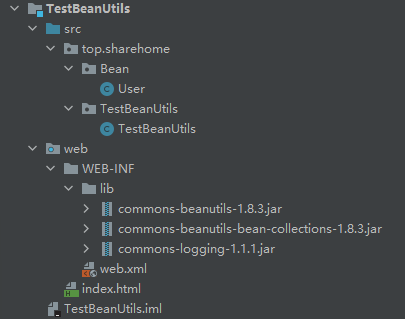 TestBeanUtils
src
top.sharehome
Bean
User
TestBeanUtils
TestBeanUtils
web
WEB-INF
lib
commons-beanutils-1.8.3.jar
commons-beanutils-bean-collections-1.8.3.jar
commons-logging-1.1.1.jar
web.xml
index.html
TestBeanUtils.iml